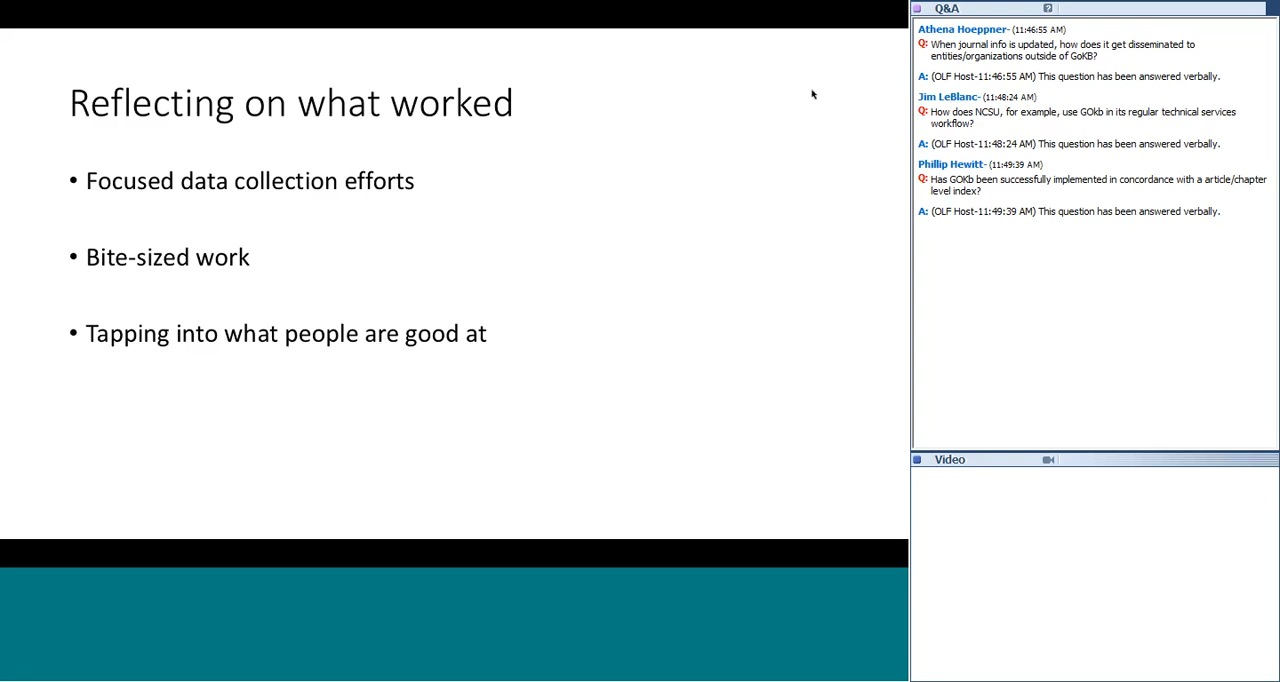 Reflecting on what worked
• Focused data collection efforts
• Bite-sized work
• Tapping into what people are good at
Q&A
Athena Hoeppner- (11:46:55 AM)
Q: When journal info is updated, how does it get disseminated to
entities/organizations outside of GoKB?
A: (OLF Host-11:46:55 AM) This question has been answered verbally.
Jim LeBlanc- (11:48:24 AM)
Q: How does NCSU, for example, use GOkb in its regular technical services
workflow?
A: (OLF Host-11:48:24 AM) This question has been answered verbally.
Phillip Hewitt- (11:49:39 AM)
Q: Has GOKb been successfully implemented in concordance with a article/chapter
level index?
A: (OLF Host-11:49:39 AM) This question has been answered verbally.
Video